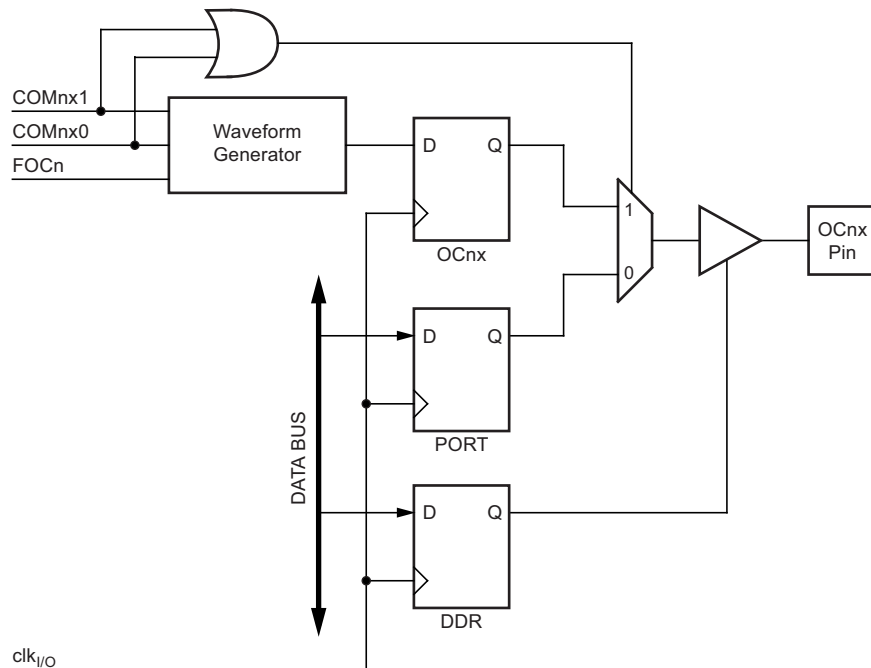 COMnx1
COMnx0
FOCn
Waveform
Generator
D
Q
OCnx
1
0
OCnx
Pin
D
Q
PORT
DATA BUS
D
Q
DDR
clkI/O